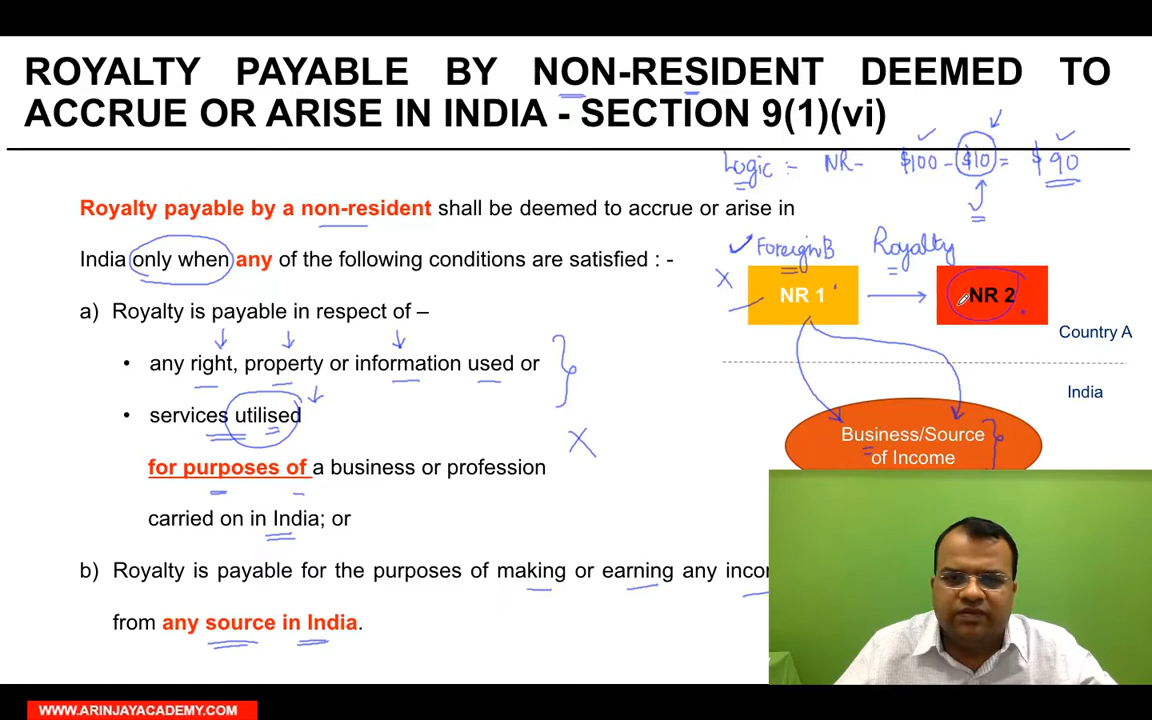 ROYALTY PAYABLE BY NON-RESIDENT DEEMED TO
ACCRUE OR ARISE IN INDIA - SECTION 9(1)(vi)
Logic :- NR- $100 - $10 = $90
Royalty payable by a non-resident shall be deemed to accrue or arise in
India only when any of the following conditions are satisfied : -
a) Royalty is payable in respect of –
• any right, property or information used or
• services utilised
for purposes of a business or profession
carried on in India; or
b) Royalty is payable for the purposes of making or earning any incom
from any source in India.
Foreign B Royalty
NR 1 NR 2
Country A
India
Business/Source
of Income
WWW.ARINJAYACADEMY.COM